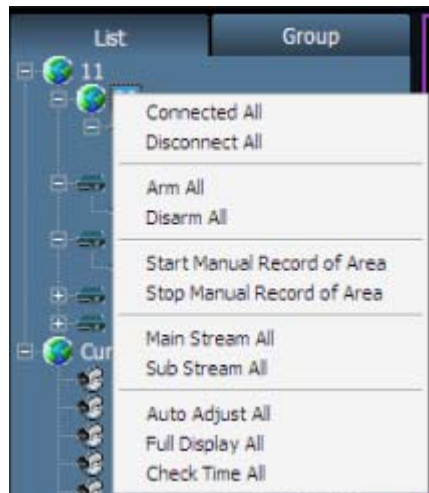 List
Group
11
Connected All
Disconnect All
Arm All
Disarm All
Start Manual Record of Area
Stop Manual Record of Area
Main Stream All
Sub Stream All
Cur
Auto Adjust All
Full Display All
Check Time All